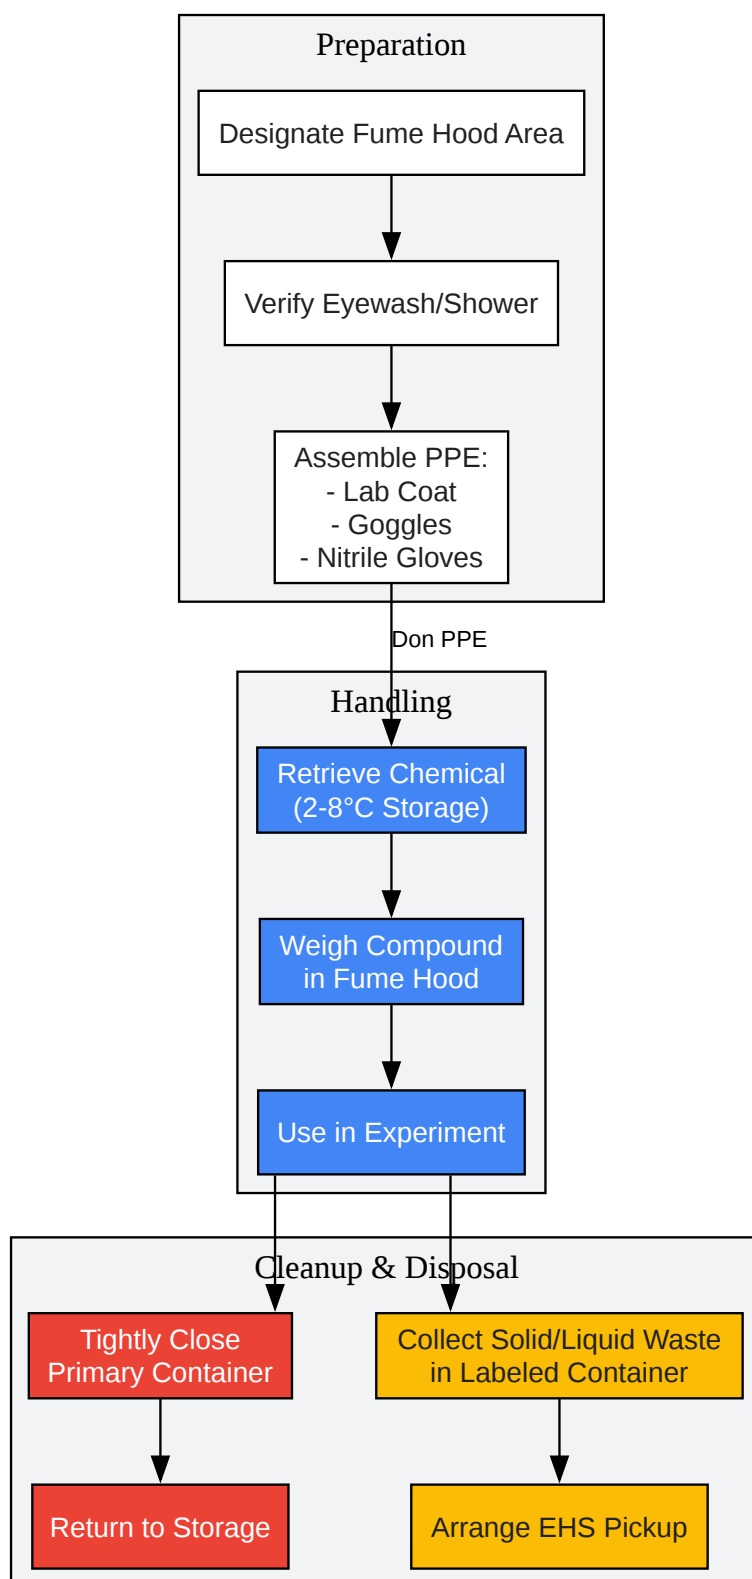 Preparation
Designate Fume Hood Area
Verify Eyewash/Shower
Assemble PPE:
- Lab Coat
- Goggles
- Nitrile Gloves
Don PPE
Handling
Retrieve Chemical
(2-8°C Storage)
Weigh Compound
in Fume Hood
Use in Experiment
Cleanup & Disposal
Tightly Close
Primary Container
Collect Solid/Liquid Waste
in Labeled Container
Return to Storage
Arrange EHS Pickup